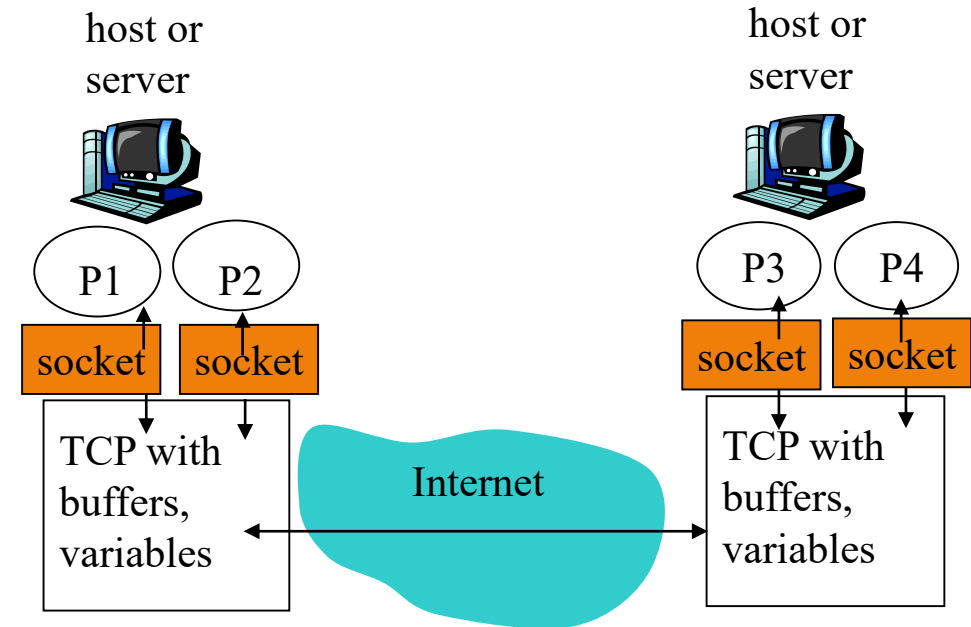 host or
server
host or
server
P1
P2
P3
P4
socket
socket
socket
socket
TCP with
buffers,
variables
Internet
TCP with
buffers,
variables